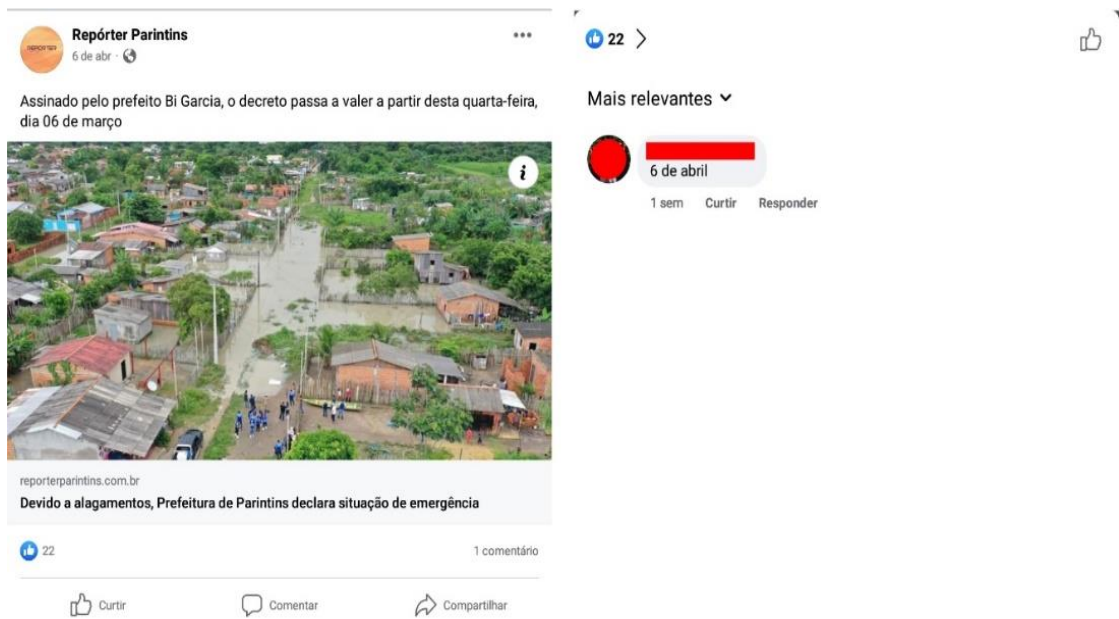 REPÓRTER
Repórter Parintins
6 de abr
Assinado pelo prefeito Bi Garcia, o decreto passa a valer a partir desta quarta-feira,
dia 06 de março
reporterparintins.com.br
Devido a alagamentos, Prefeitura de Parintins declara situação de emergência
22
1 comentário
Curtir
Comentar
Compartilhar
22
Mais relevantes
6 de abril
1 sem Curtir Responder